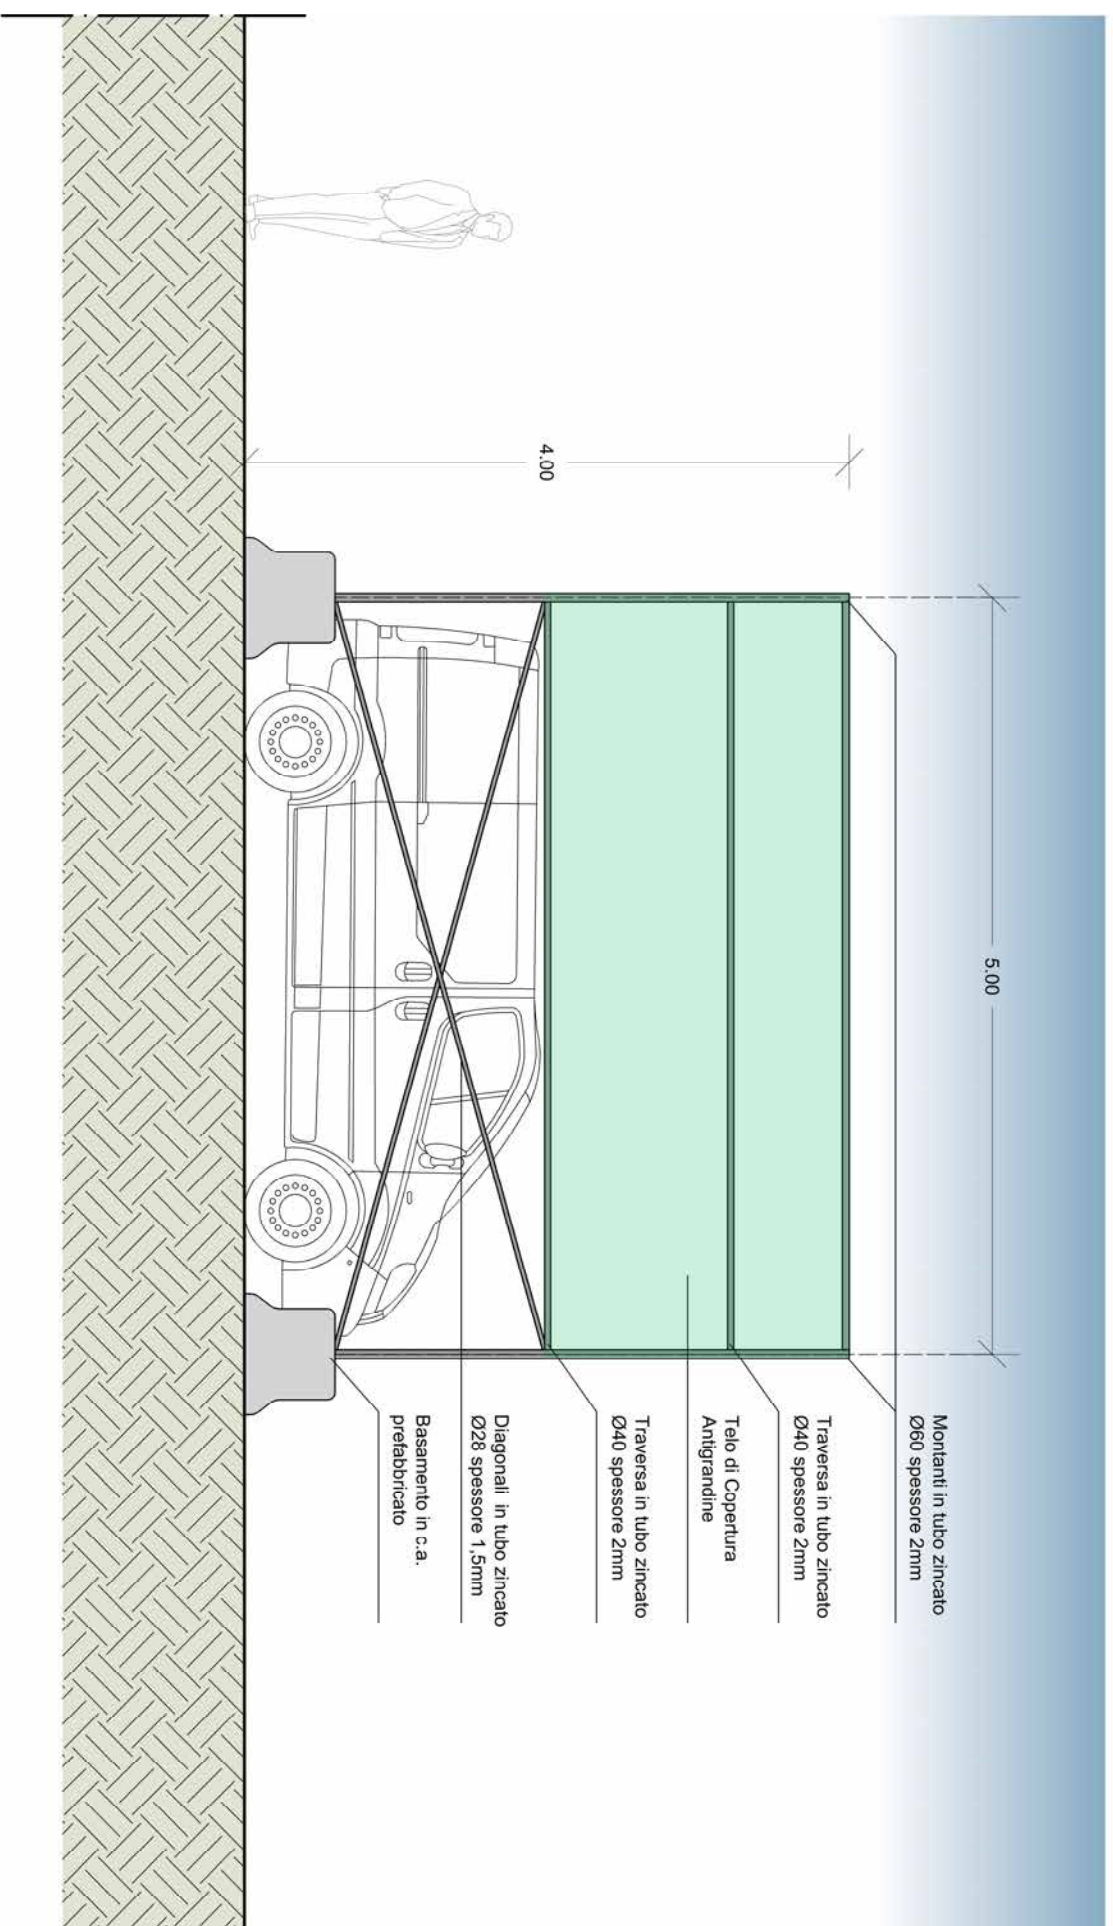 5.00
4.00
Montanti in tubo zincato
Ø60 spessore 2mm
Traversa in tubo zincato
Ø40 spessore 2mm
Telo di Copertura
Antigrandine
Traversa in tubo zincato
Ø40 spessore 2mm
Diagonali in tubo zincato
Ø28 spessore 1,5mm
Basamento in c.a.
prefabbricato